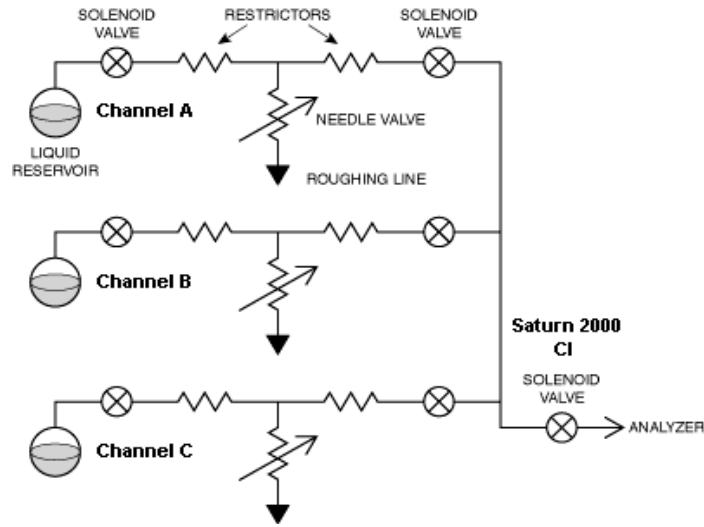 SOLENOID
VALVE
RESTRICTORS
SOLENOID
VALVE
Channel A
LIQUID
RESERVOIR
NEEDLE VALVE
ROUGHING LINE
Channel B
Saturn 2000
CI
SOLENOID
VALVE
ANALYZER
Channel C